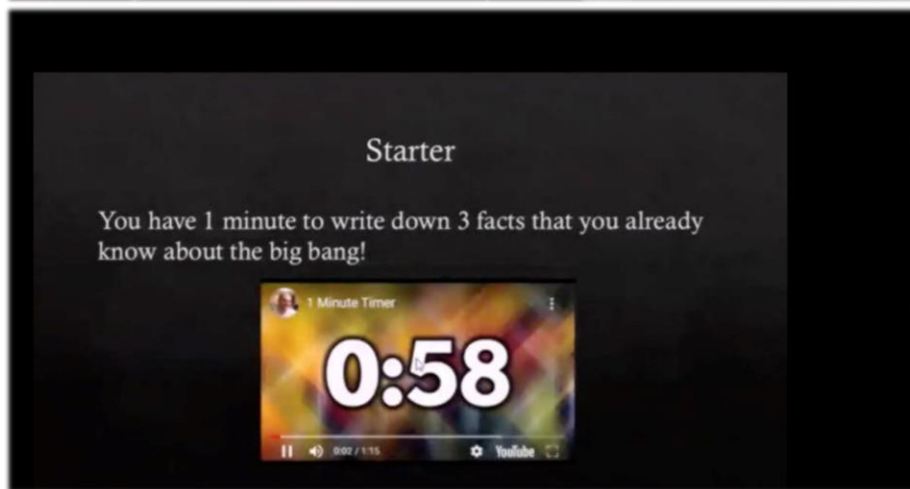 Starter
You have 1 minute to write down 3 facts that you already
know about the big bang!
1 Minute Timer
0:58
0:02 / 1:15
YouTube